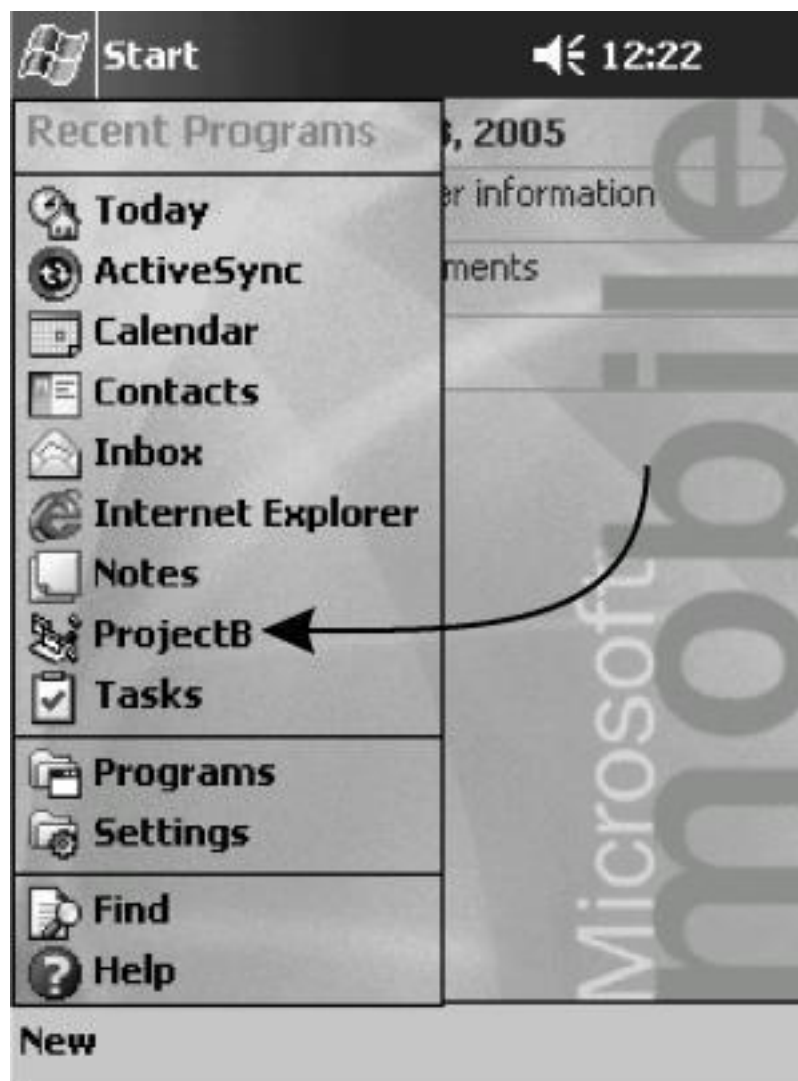 Start 12:22
Recent Programs
, 2005
Today
er information
ActiveSync
ments
Calendar
Contacts
Inbox
Internet Explorer
Notes
ProjectB
Tasks
Programs
Settings
Find
Help
Microsoft
mobile
New